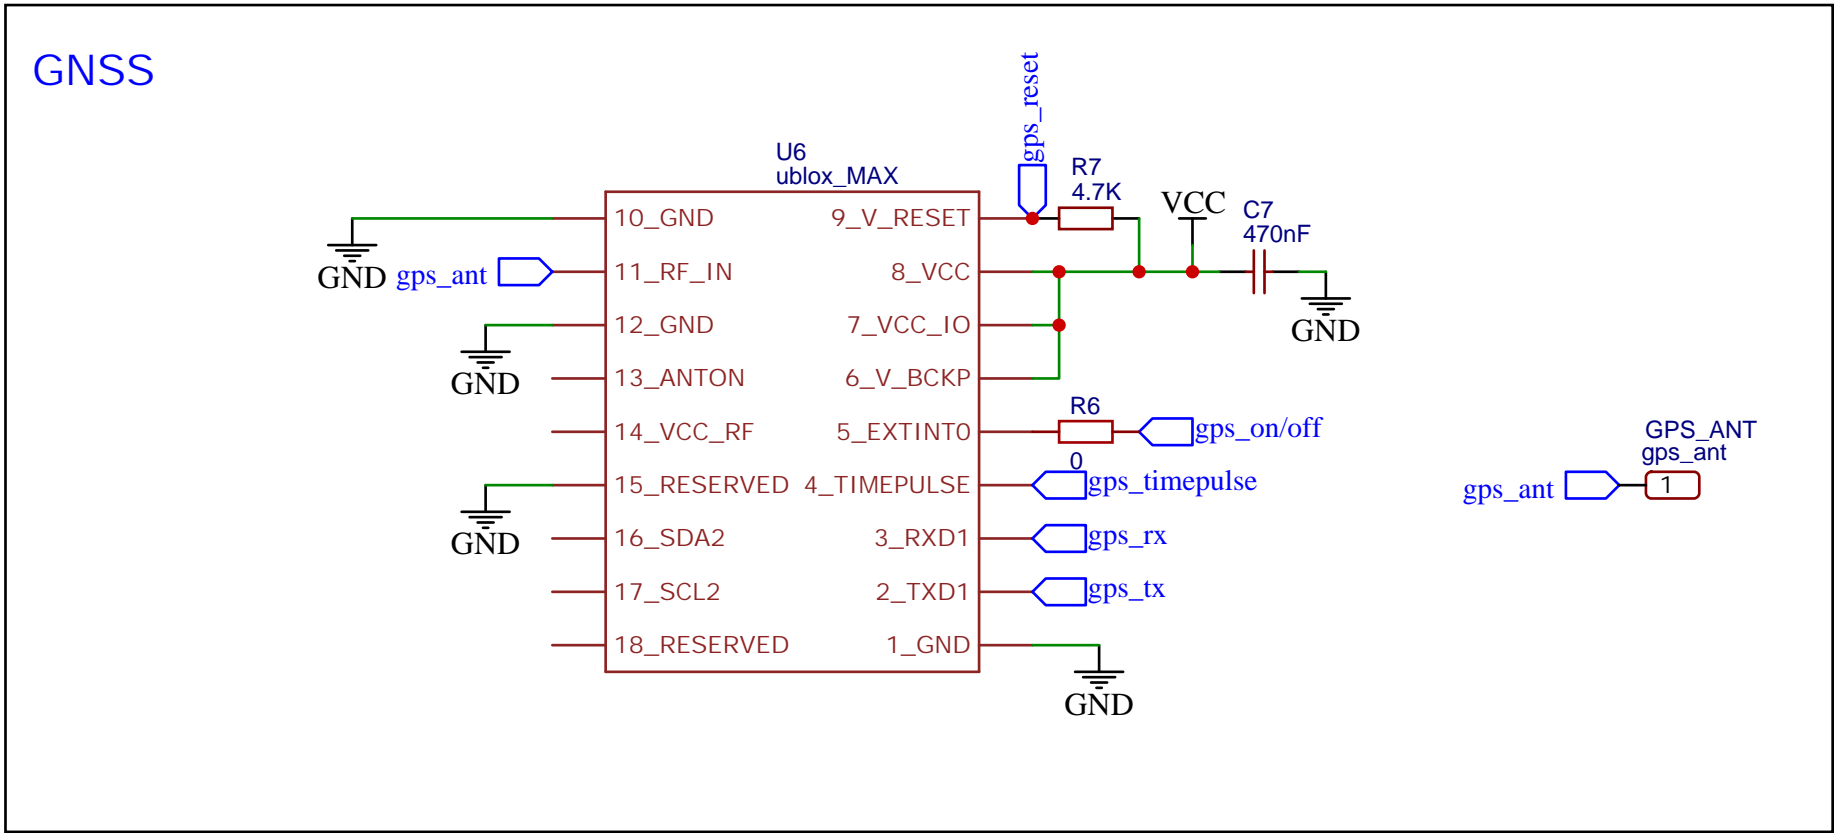 GNSS
gps_reset
U6
ublox_MAX
R7
4.7K
VCC
C7
470nF
10_GND
9_V_RESET
GND
gps_ant
11_RF_IN
8_VCC
GND
12_GND
7_VCC_IO
GND
13_ANTON
6_V_BCKP
14_VCC_RF
5_EXTINT0
R6
0
gps_on/off
15_RESERVED
4_TIMEPULSE
gps_timepulse
GND
16_SDA2
3_RXD1
gps_rx
17_SCL2
2_TXD1
gps_tx
18_RESERVED
1_GND
GND
GPS_ANT
gps_ant
gps_ant
1